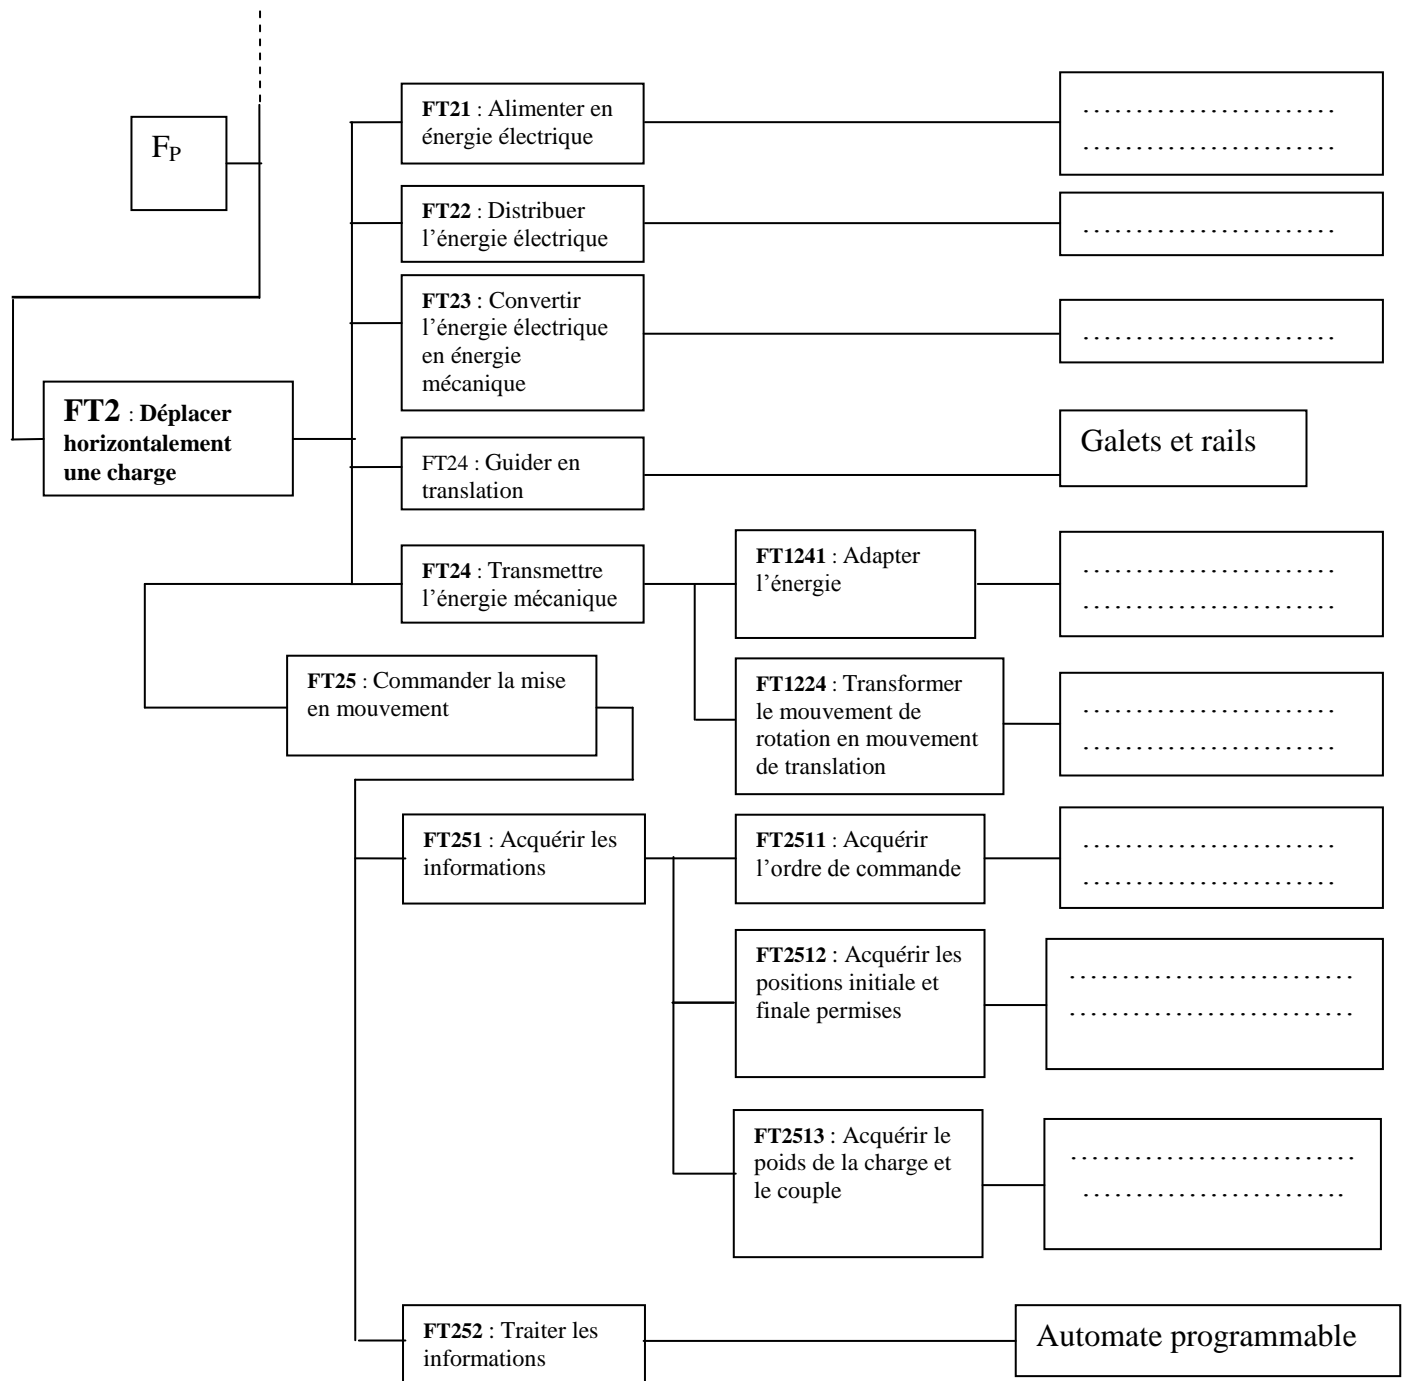 FP
FT21 : Alimenter en
énergie électrique
……………………
……………………
FT22 : Distribuer
l’énergie électrique
……………………
FT23 : Convertir
l’énergie électrique
en énergie
mécanique
……………………
FT2 : Déplacer
horizontalement
une charge
FT24 : Guider en
translation
Galets et rails
FT24 : Transmettre
l’énergie mécanique
FT1241 : Adapter
l’énergie
……………………
……………………
FT25 : Commander la mise
en mouvement
FT1224 : Transformer
le mouvement de
rotation en mouvement
de translation
……………………
……………………
FT251 : Acquérir les
informations
FT2511 : Acquérir
l’ordre de commande
……………………
……………………
FT2512 : Acquérir les
positions initiale et
finale permises
………………………
………………………
FT2513 : Acquérir le
poids de la charge et
le couple
………………………
……………………
FT252 : Traiter les
informations
Automate programmable